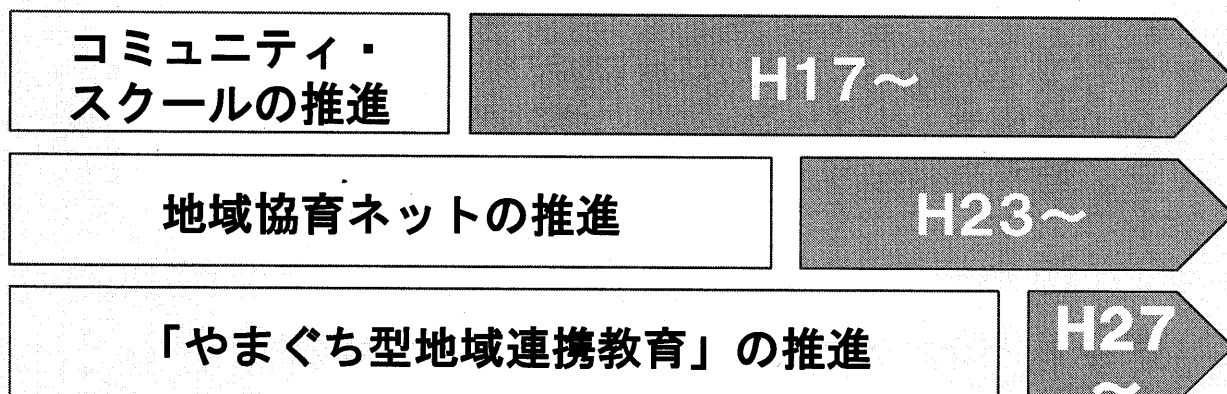 コミュニティ・
スクールの推進
H17～
地域協育ネットの推進
H23～
「やまぐち型地域連携教育」の推進
H27
～